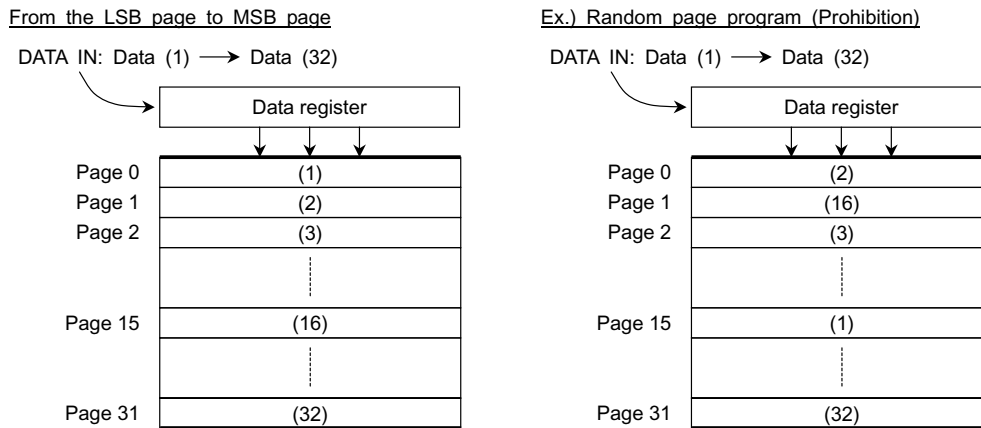 From the LSB page to MSB page
DATA IN: Data (1) → Data (32)
Data register
Page 0 (1)
Page 1 (2)
Page 2 (3)
Page 15 (16)
Page 31 (32)
Ex.) Random page program (Prohibition)
DATA IN: Data (1) → Data (32)
Data register
Page 0 (2)
Page 1 (16)
Page 2 (3)
Page 15 (1)
Page 31 (32)